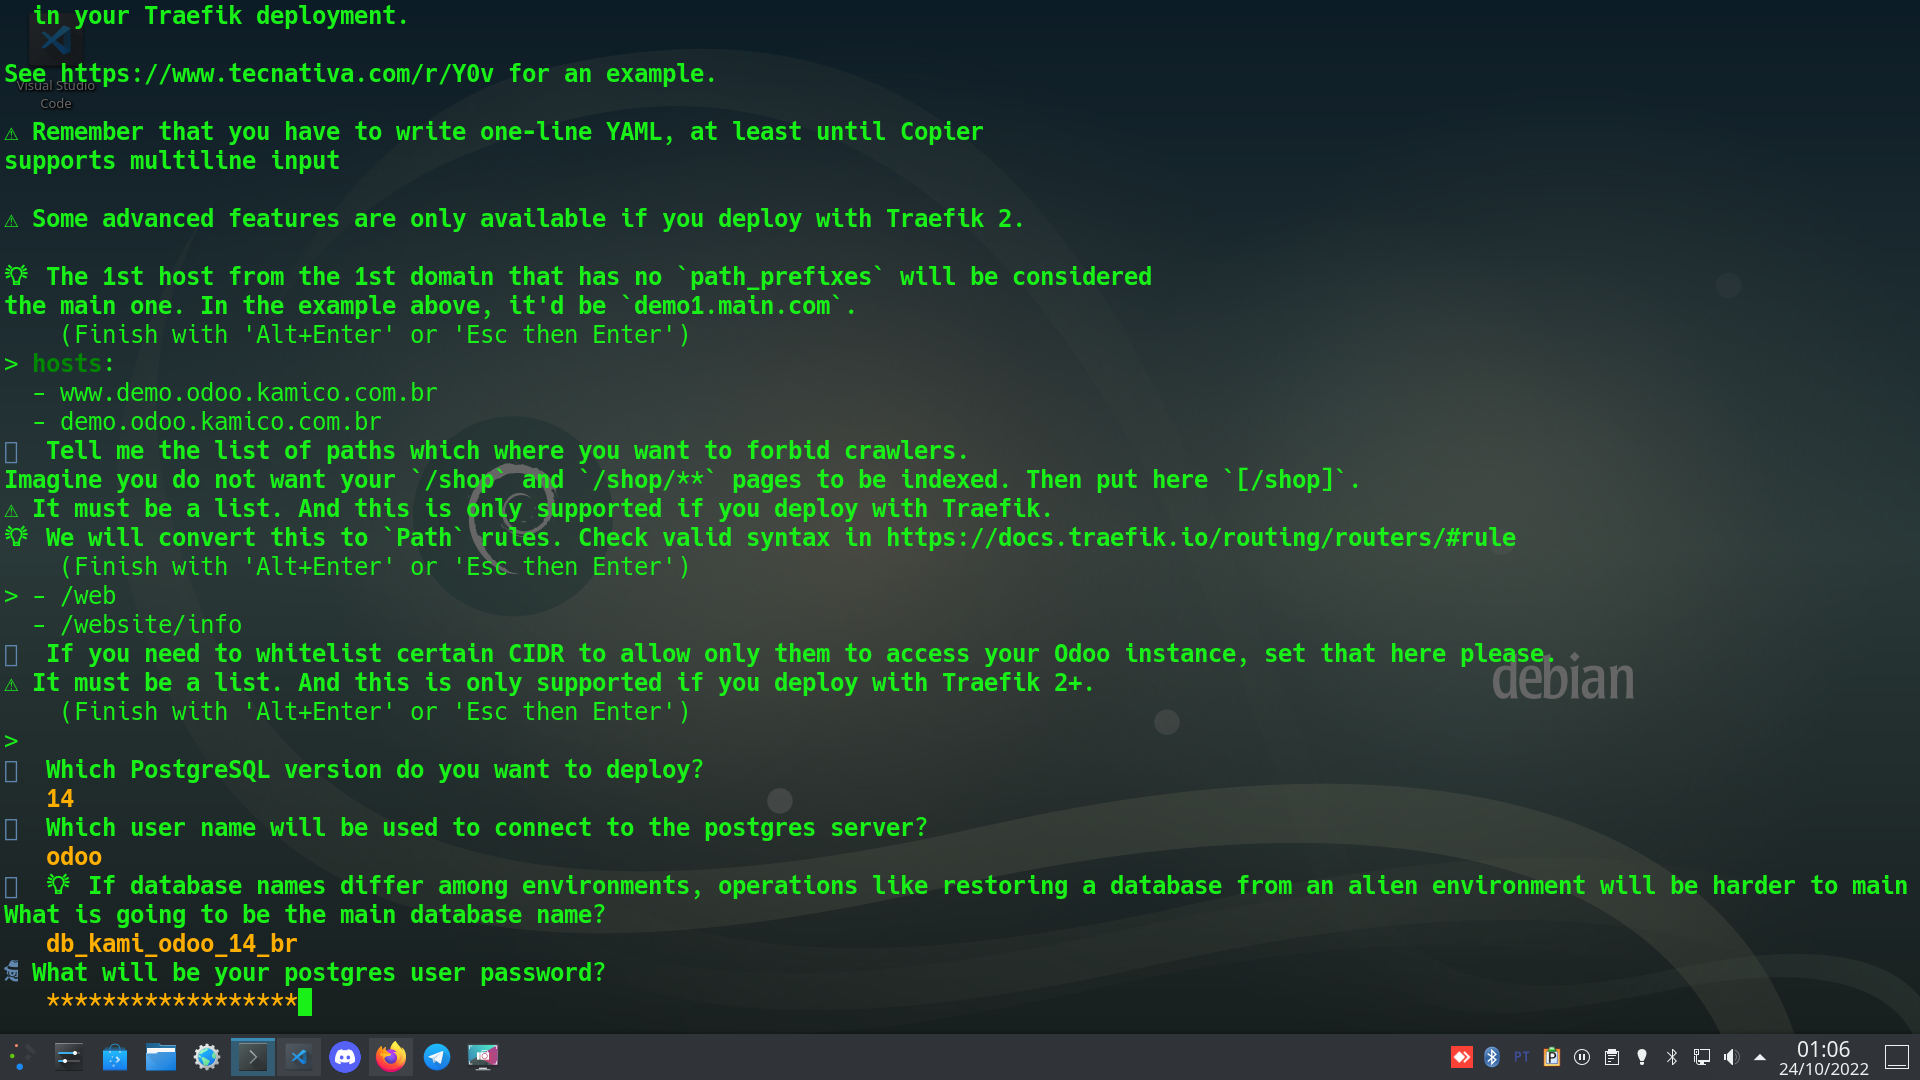 in your Traefik deployment.
See https://www.tecnativa.com/r/Y0v for an example.
Visual Studio
Code
⚠ Remember that you have to write one-line YAML, at least until Copier
supports multiline input
⚠ Some advanced features are only available if you deploy with Traefik 2.
💡 The 1st host from the 1st domain that has no `path_prefixes` will be considered
the main one. In the example above, it'd be `demo1.main.com`.
(Finish with 'Alt+Enter' or 'Esc then Enter')
> hosts:
- www.demo.odoo.kamico.com.br
- demo.odoo.kamico.com.br
Tell me the list of paths which where you want to forbid crawlers.
Imagine you do not want your `/shop` and `/shop/**` pages to be indexed. Then put here `[/shop]`.
⚠ It must be a list. And this is only supported if you deploy with Traefik.
💡 We will convert this to `Path` rules. Check valid syntax in https://docs.traefik.io/routing/routers/#rule
(Finish with 'Alt+Enter' or 'Esc then Enter')
> - /web
- /website/info
If you need to whitelist certain CIDR to allow only them to access your Odoo instance, set that here please.
⚠ It must be a list. And this is only supported if you deploy with Traefik 2+.
(Finish with 'Alt+Enter' or 'Esc then Enter')
>
debian
Which PostgreSQL version do you want to deploy?
14
Which user name will be used to connect to the postgres server?
odoo
💡 If database names differ among environments, operations like restoring a database from an alien environment will be harder to main
What is going to be the main database name?
db_kami_odoo_14_br
What will be your postgres user password?
******************
PT
01:06
24/10/2022